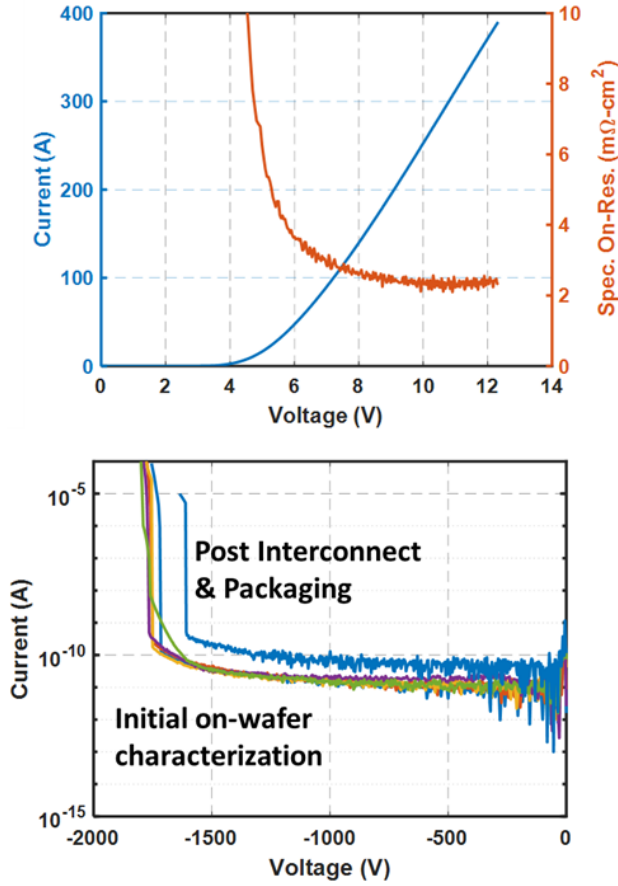 400
300
200
100
0
Current (A)
10
8
6
4
2
0
Spec. On-Res. (mΩ-cm²)
0 2 4 6 8 10 12 14
Voltage (V)
10⁻⁵
10⁻¹⁰
10⁻¹⁵
Current (A)
Post Interconnect
& Packaging
Initial on-wafer
characterization
-2000 -1500 -1000 -500 0
Voltage (V)